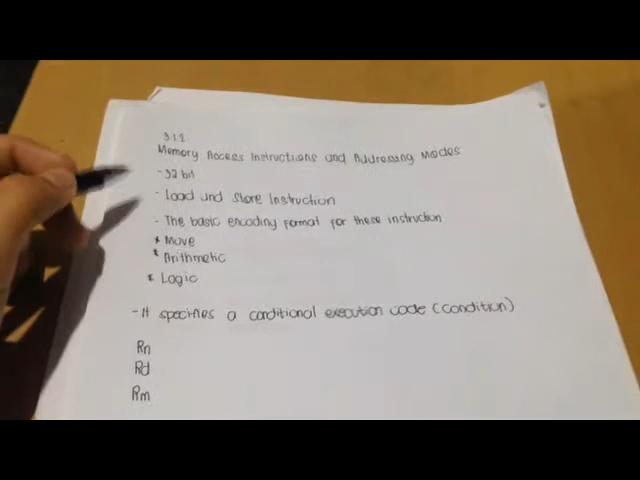 3.1.1
Memory Access Instructions and Addressing Modes
- 32 bit
- Load und Store Instruction
- The basic encoding format for these instruction
* Move
* Arithmetic
* Logic
- It specifies a conditional execution code (condition)
Rn
Rd
Rm